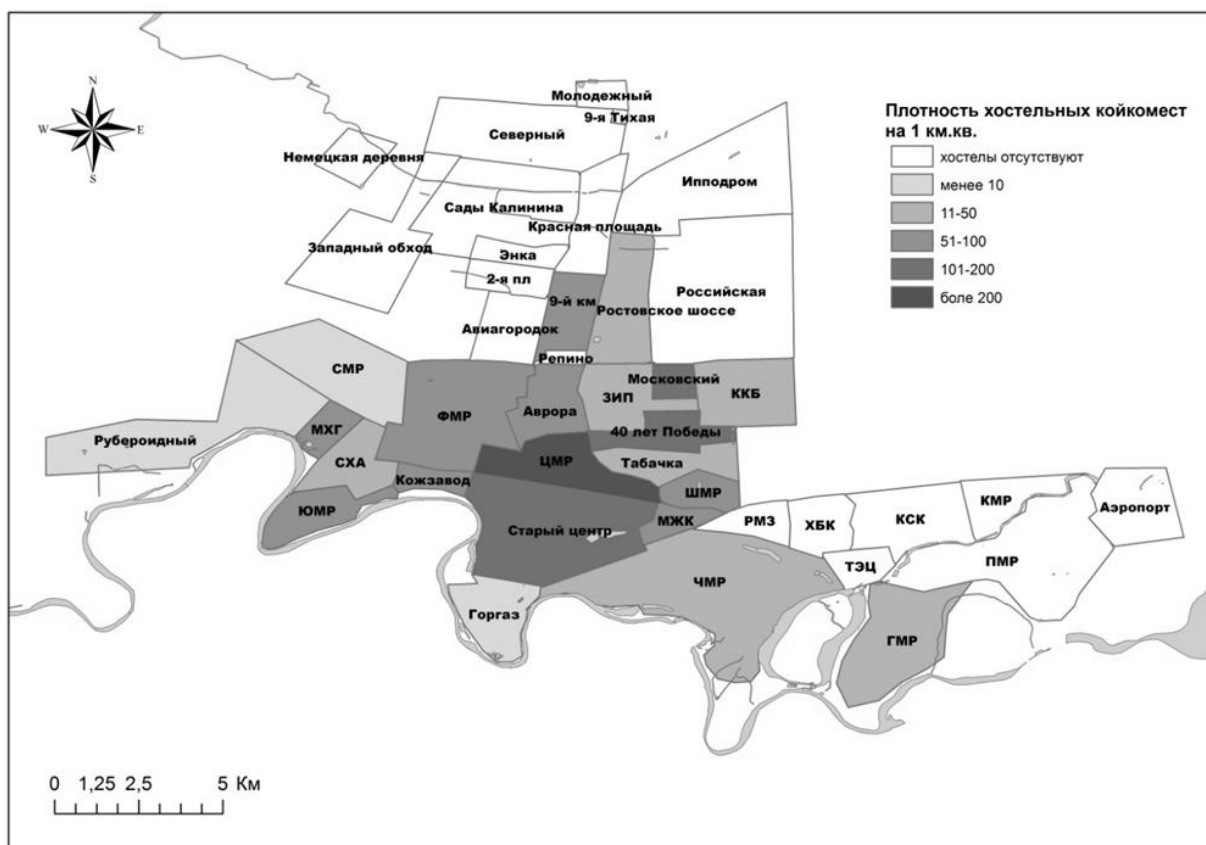 N
W
E
S
Молодежный
9-я Тихая
Северный
Немецкая деревня
Ипподром
Сады Калинина
Красная площадь
Западный обход
Энка
2-я пл
Российская
9-й км
Ростовское шоссе
Авиагородок
Репино
СМР
Московский
ККБ
ЗИП
ФМР
Аврора
МХГ
Рубероидный
40 лет Победы
СХА
ЦМР
Табачка
Кожзавод
ШМР
ЮМР
КМР
Аэропорт
Старый центр
МЖК
РМЗ
ХБК
КСК
ТЭЦ
ПМР
ЧМР
Горгаз
ГМР
Плотность хостельных койкомест
на 1 км.кв.
хостелы отсутствуют
менее 10
11-50
51-100
101-200
боле 200
0 1,25 2,5 5 Км